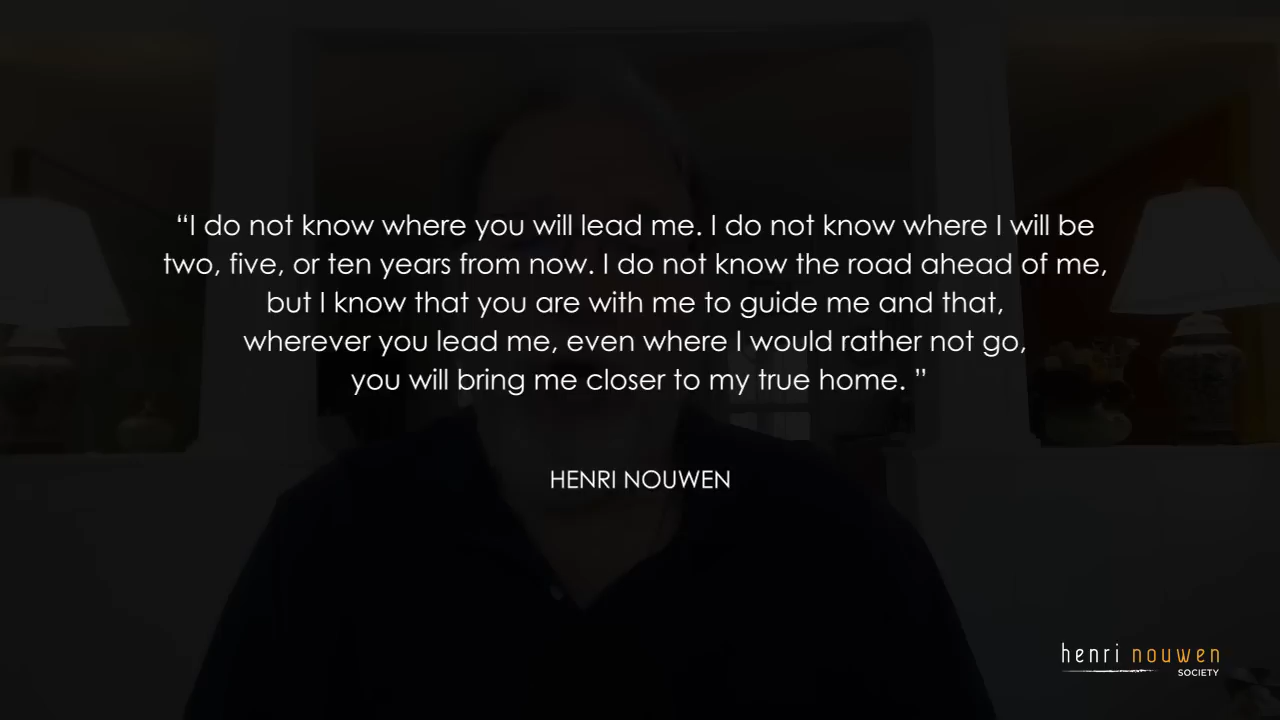 “I do not know where you will lead me. I do not know where I will be
two, five, or ten years from now. I do not know the road ahead of me,
but I know that you are with me to guide me and that,
wherever you lead me, even where I would rather not go,
you will bring me closer to my true home. ”
HENRI NOUWEN
henri nouwen
SOCIETY